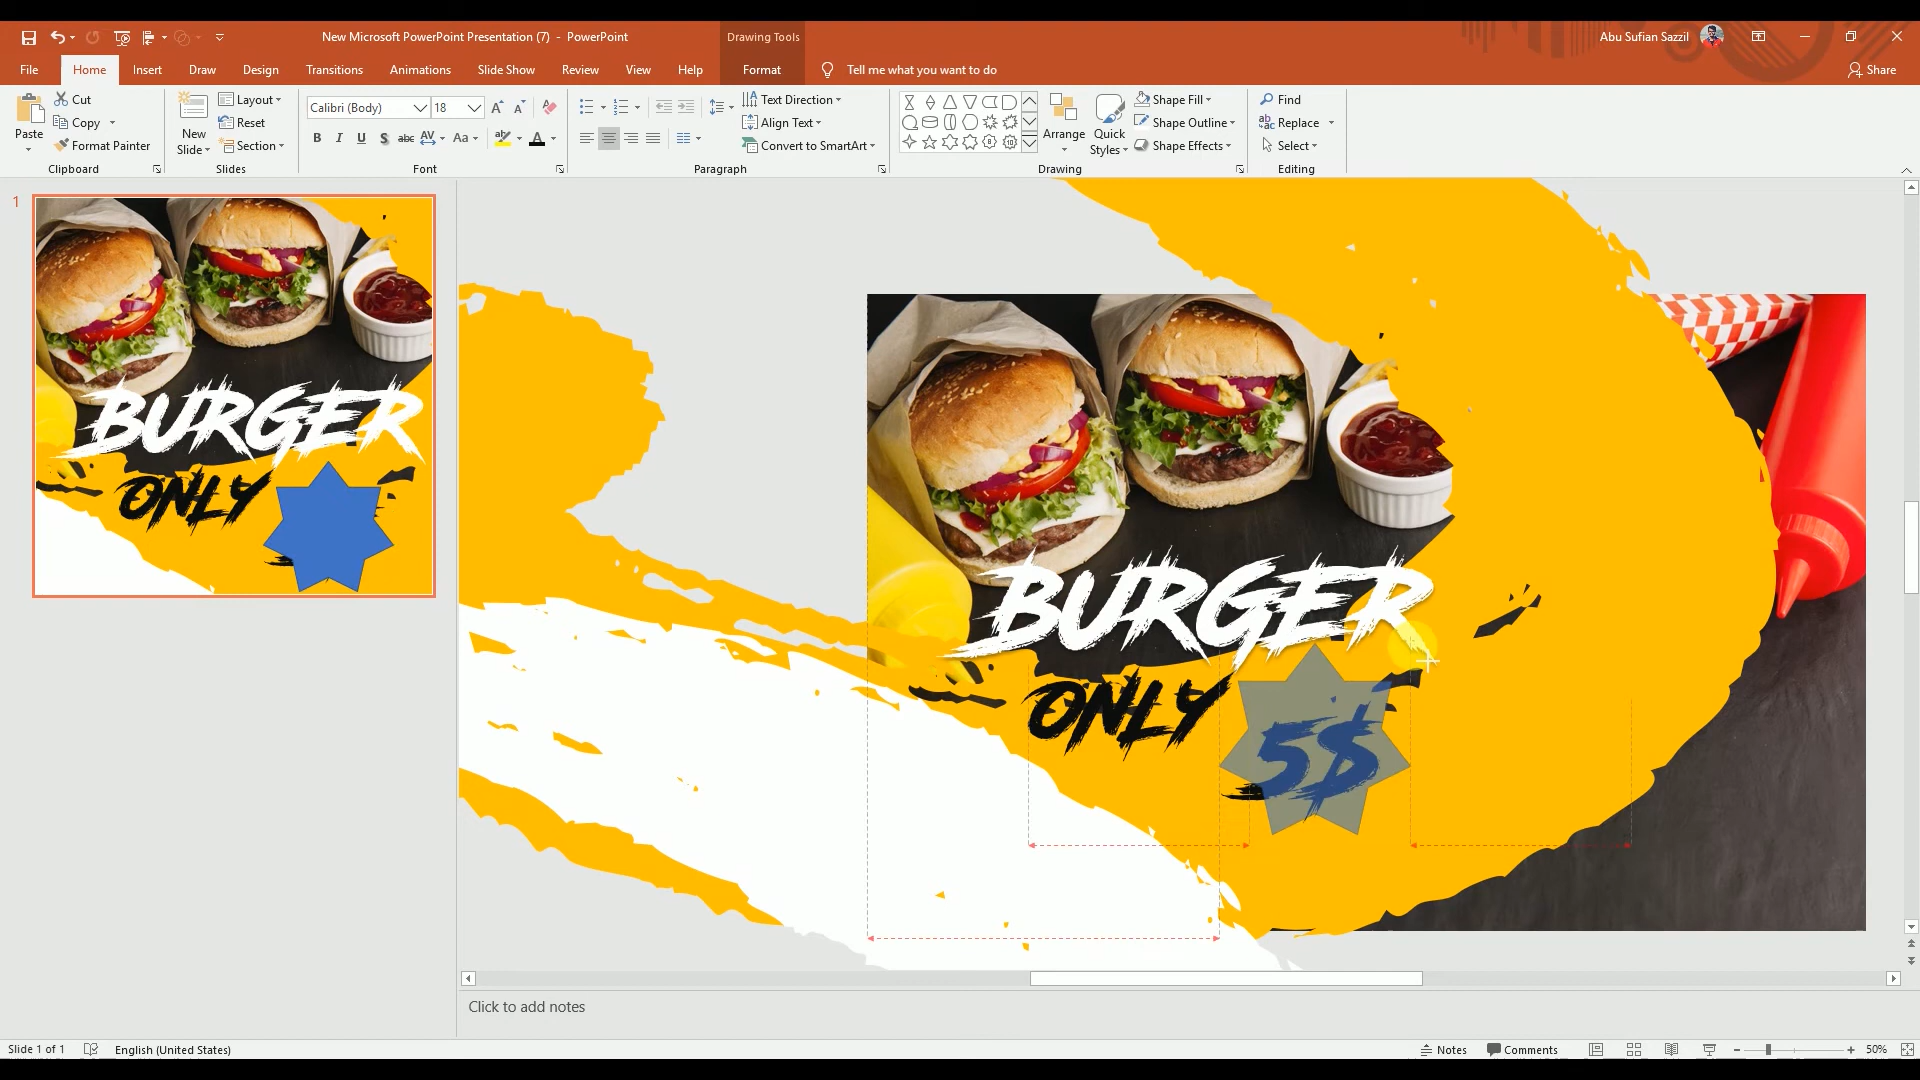 New Microsoft PowerPoint Presentation (7) - PowerPoint
Drawing Tools
Abu Sufian Sazzil
File Home Insert Draw Design Transitions Animations Slide Show Review View Help Format Tell me what you want to do Share
Cut
Copy
Format Painter
Paste
Clipboard
New Slide
Layout
Reset
Section
Slides
Calibri (Body) 18
B I U S abc AV Aa A
Font
Text Direction
Align Text
Convert to SmartArt
Paragraph
Arrange
Quick Styles
Shape Fill
Shape Outline
Shape Effects
Drawing
Find
Replace
Select
Editing
1
BURGER
ONLY
BURGER
ONLY
5$
Click to add notes
Slide 1 of 1 English (United States) Notes Comments 50%